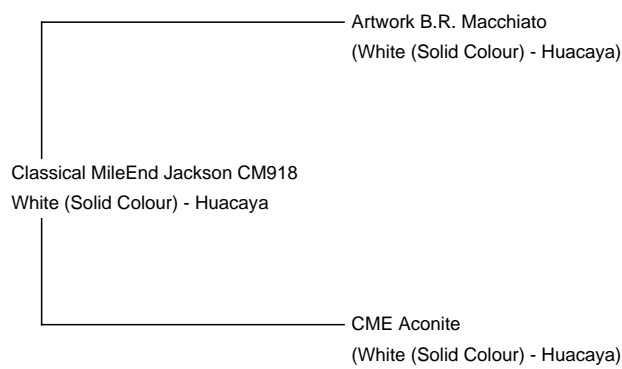 Artwork B.R. Macchiato
(White (Solid Colour) - Huacaya)
Classical MileEnd Jackson CM918
White (Solid Colour) - Huacaya
CME Aconite
(White (Solid Colour) - Huacaya)